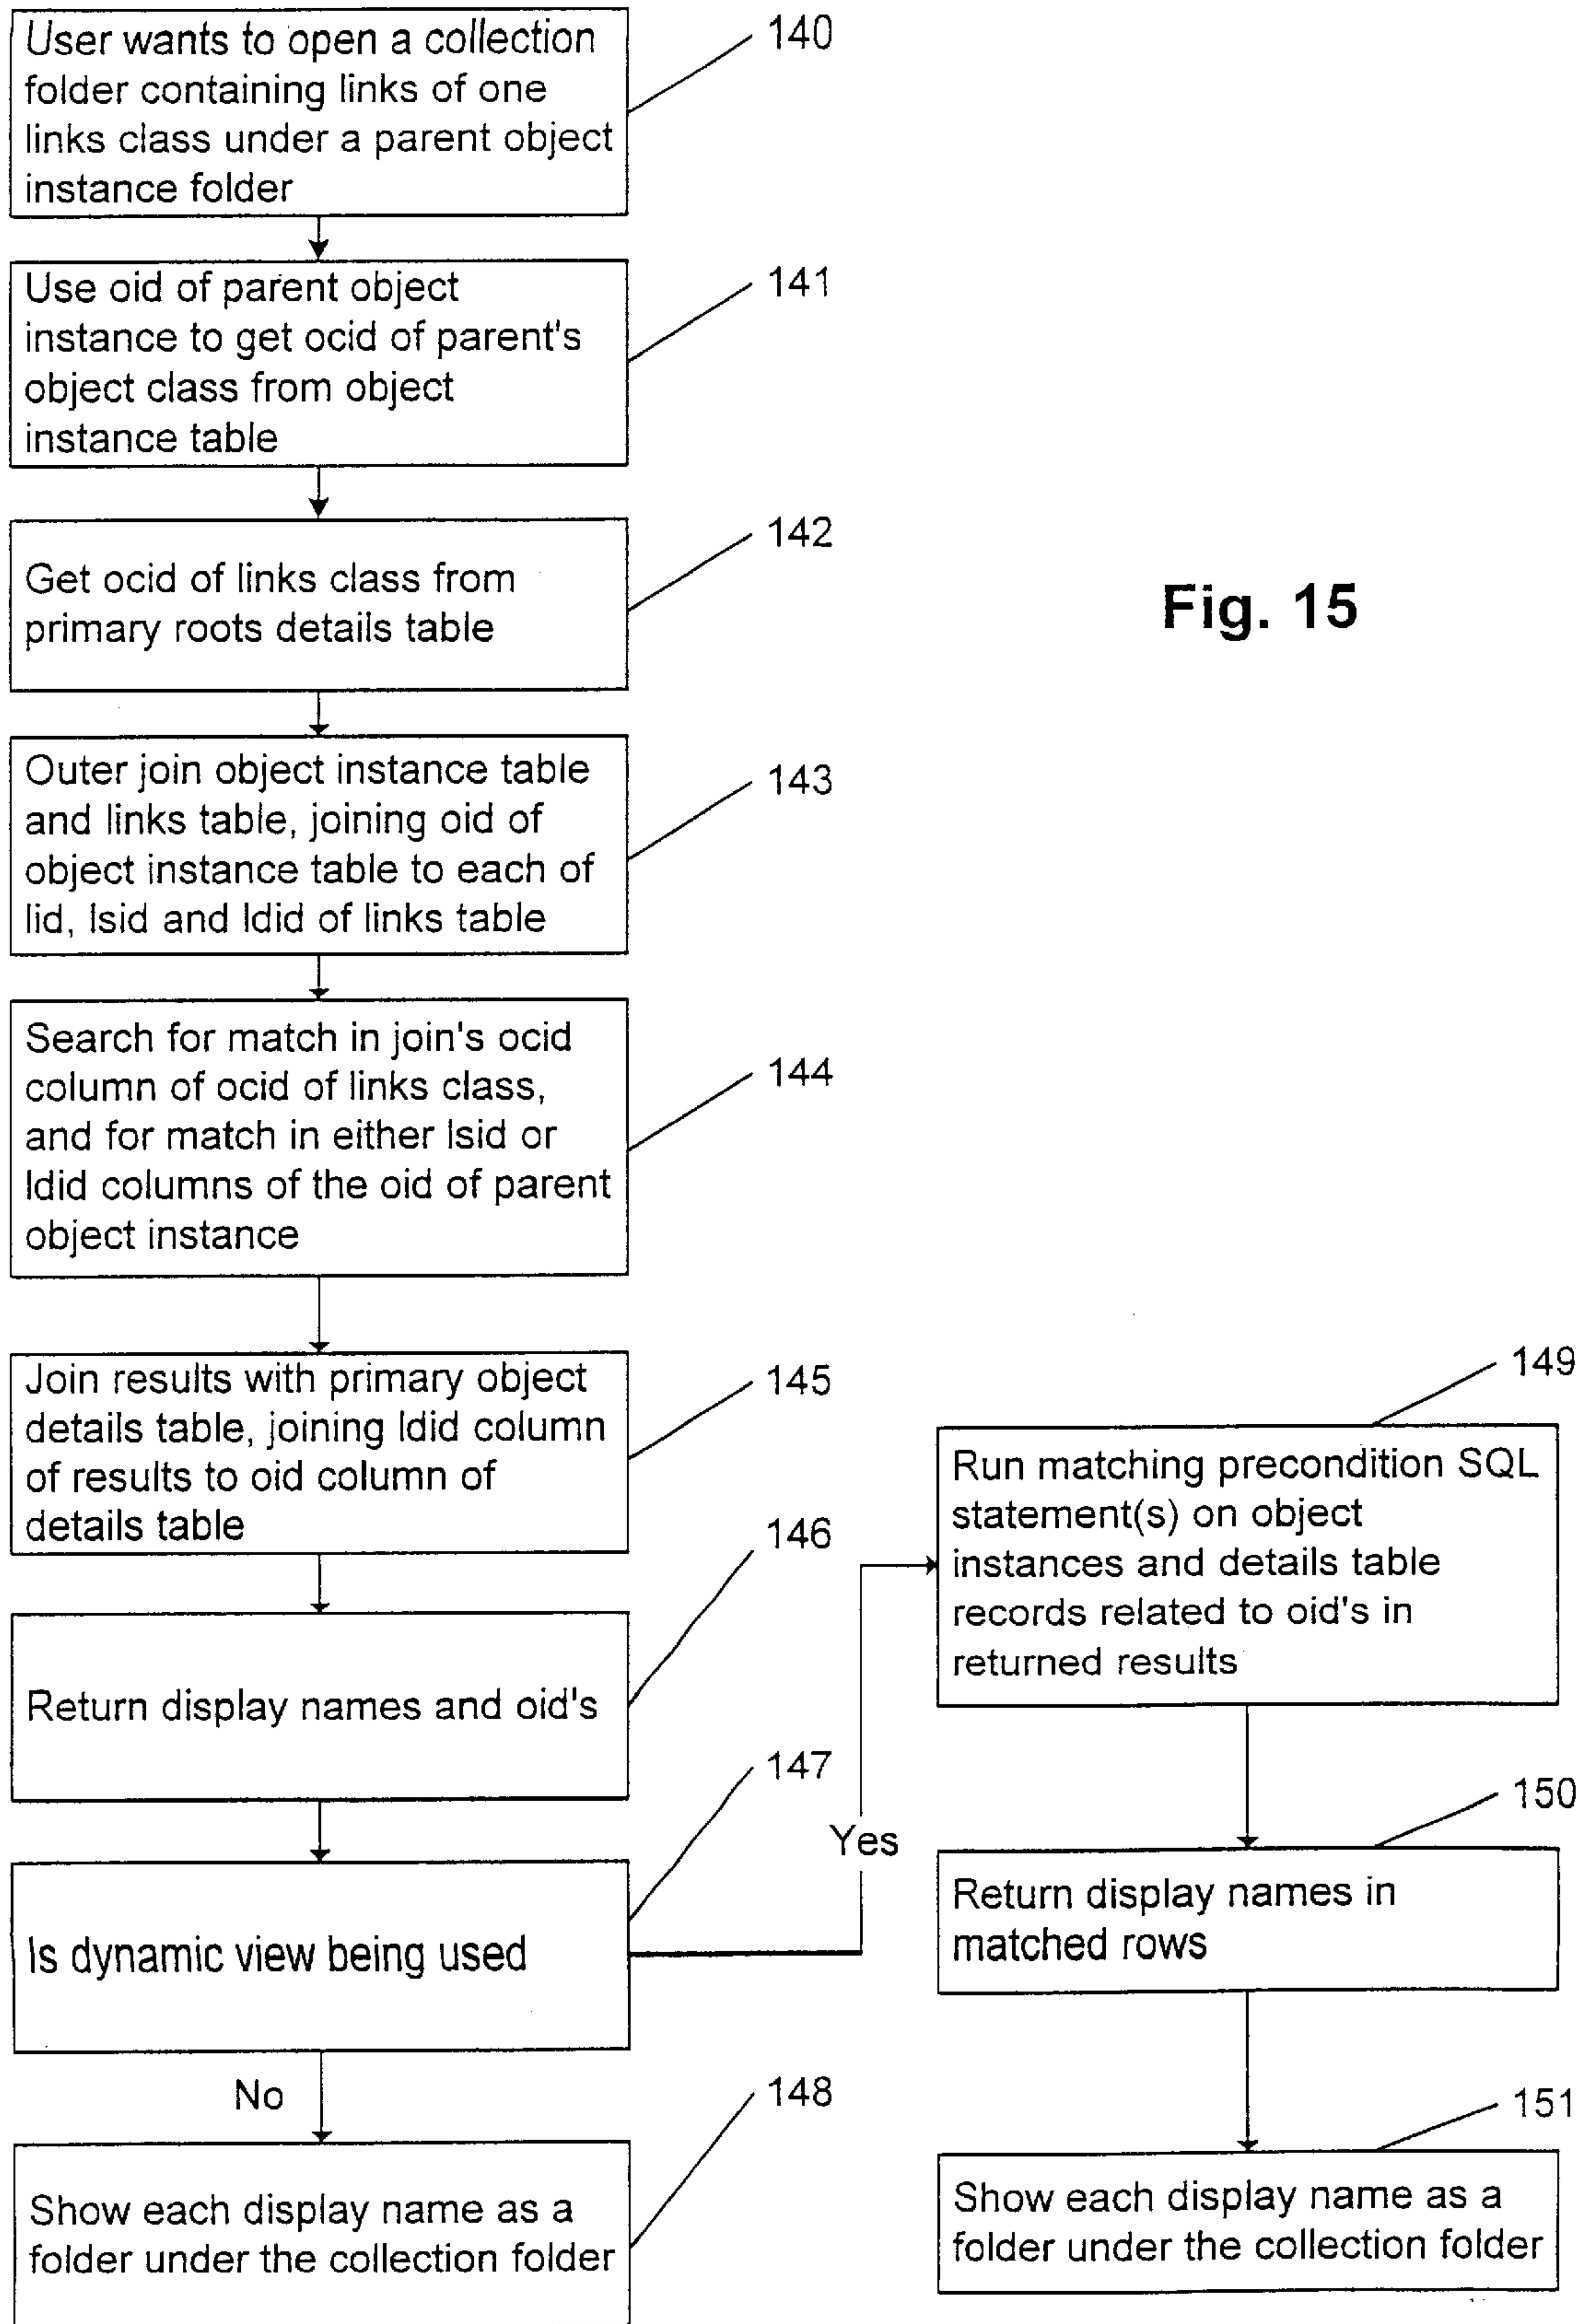 User wants to open a collection
folder containing links of one
links class under a parent object
instance folder
140
Use oid of parent object
instance to get ocid of parent's
object class from object
instance table
141
Get ocid of links class from
primary roots details table
142
Fig. 15
Outer join object instance table
and links table, joining oid of
object instance table to each of
lid, lsid and ldid of links table
143
Search for match in join's ocid
column of ocid of links class,
and for match in either lsid or
ldid columns of the oid of parent
object instance
144
Join results with primary object
details table, joining ldid column
of results to oid column of
details table
145
Return display names and oid's
146
Is dynamic view being used
147
Yes
No
Show each display name as a
folder under the collection folder
148
Run matching precondition SQL
statement(s) on object
instances and details table
records related to oid's in
returned results
149
Return display names in
matched rows
150
Show each display name as a
folder under the collection folder
151